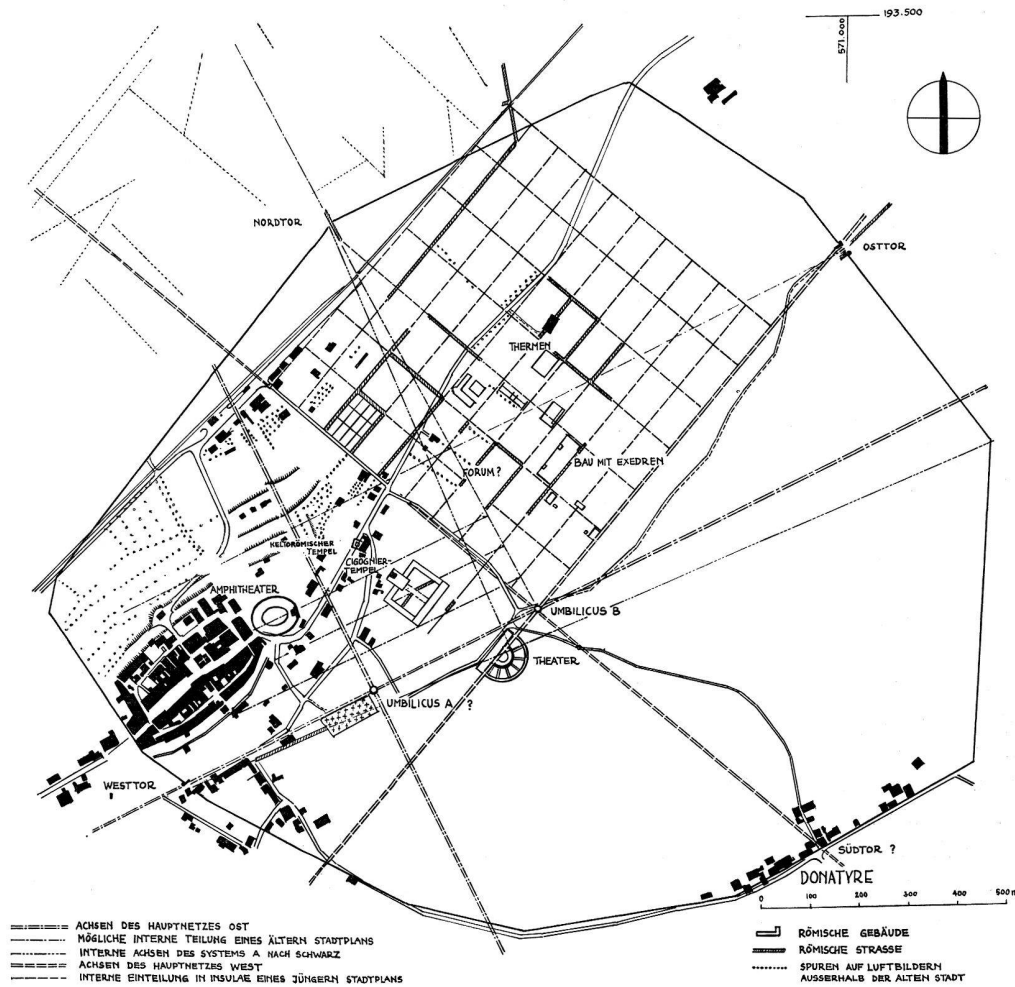 193.500
571.000
NORDTOR
OSTTOR
THERMEN
BAU MIT EXEDREN
FORUM?
KELTORÖMISCHER
TEMPEL
CIGOGNIER-
TEMPEL
AMPHITHEATER
UMBILICUS B
THEATER
UMBILICUS A ?
WESTTOR
SÜDTOR ?
DONATYRE
0 100 200 300 400 500 m
ACHSEN DES HAUPTNETZES OST
MÖGLICHE INTERNE TEILUNG EINES ÄLTERN STADTPLANS
INTERNE ACHSEN DES SYSTEMS A NACH SCHWARZ
ACHSEN DES HAUPTNETZES WEST
INTERNE EINTEILUNG IN INSULAE EINES JÜNGERN STADTPLANS
RÖMISCHE GEBÄUDE
RÖMISCHE STRASSE
SPUREN AUF LUFTBILDERN
AUSSERHALB DER ALTEN STADT